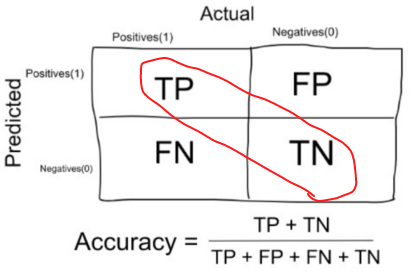 Actual
Positives(1) Negatives(0)
Predicted
Positives(1) TP FP
Negatives(0) FN TN
Accuracy = TP + TN
TP + FP + FN + TN